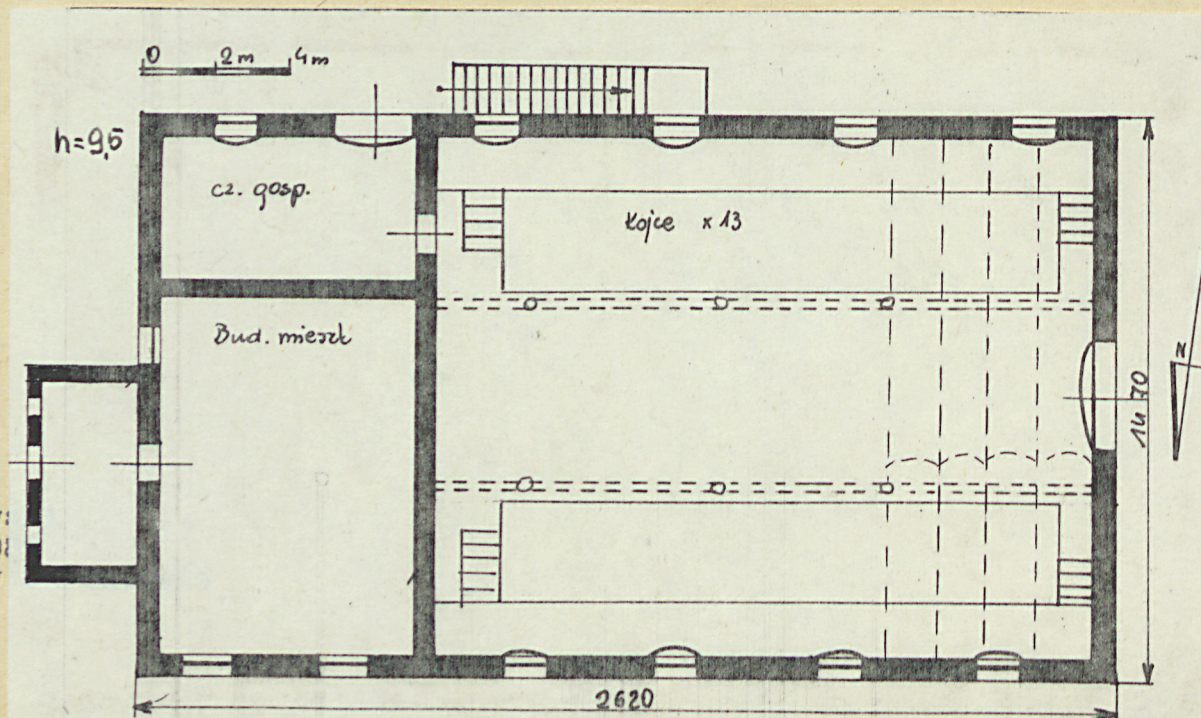 0 2m 4m
h=9,5
cz. gosp.
Kojce x 13
Bud. mieszk
N
14 70
2620